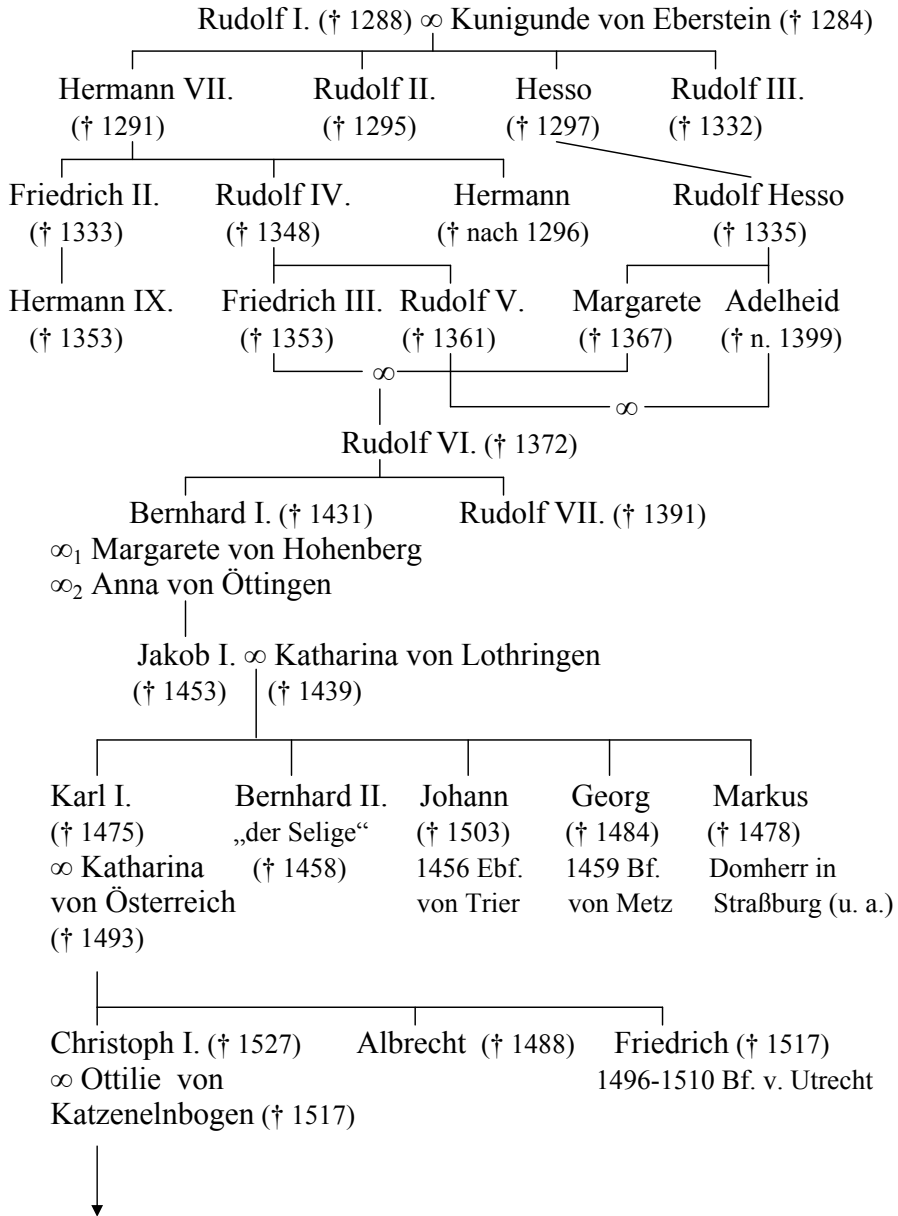 Rudolf I. († 1288) ∞ Kunigunde von Eberstein († 1284)
Hermann VII. Rudolf II. Hesso Rudolf III.
(† 1291) († 1295) († 1297) († 1332)
Friedrich II. Rudolf IV. Hermann Rudolf Hesso
(† 1333) († 1348) († nach 1296) († 1335)
Hermann IX. Friedrich III. Rudolf V. Margarete Adelheid
(† 1353) († 1353) († 1361) († 1367) († n. 1399)
∞
∞
Rudolf VI. († 1372)
Bernhard I. († 1431) Rudolf VII. († 1391)
∞1 Margarete von Hohenberg
∞2 Anna von Öttingen
Jakob I. ∞ Katharina von Lothringen
(† 1453) († 1439)
Karl I. Bernhard II. Johann Georg Markus
(† 1475) „der Selige“ († 1503) († 1484) († 1478)
∞ Katharina († 1458) 1456 Ebf. 1459 Bf. Domherr in
von Österreich von Trier von Metz Straßburg (u. a.)
(† 1493)
Christoph I. († 1527) Albrecht († 1488) Friedrich († 1517)
∞ Ottilie von 1496-1510 Bf. v. Utrecht
Katzenelnbogen († 1517)